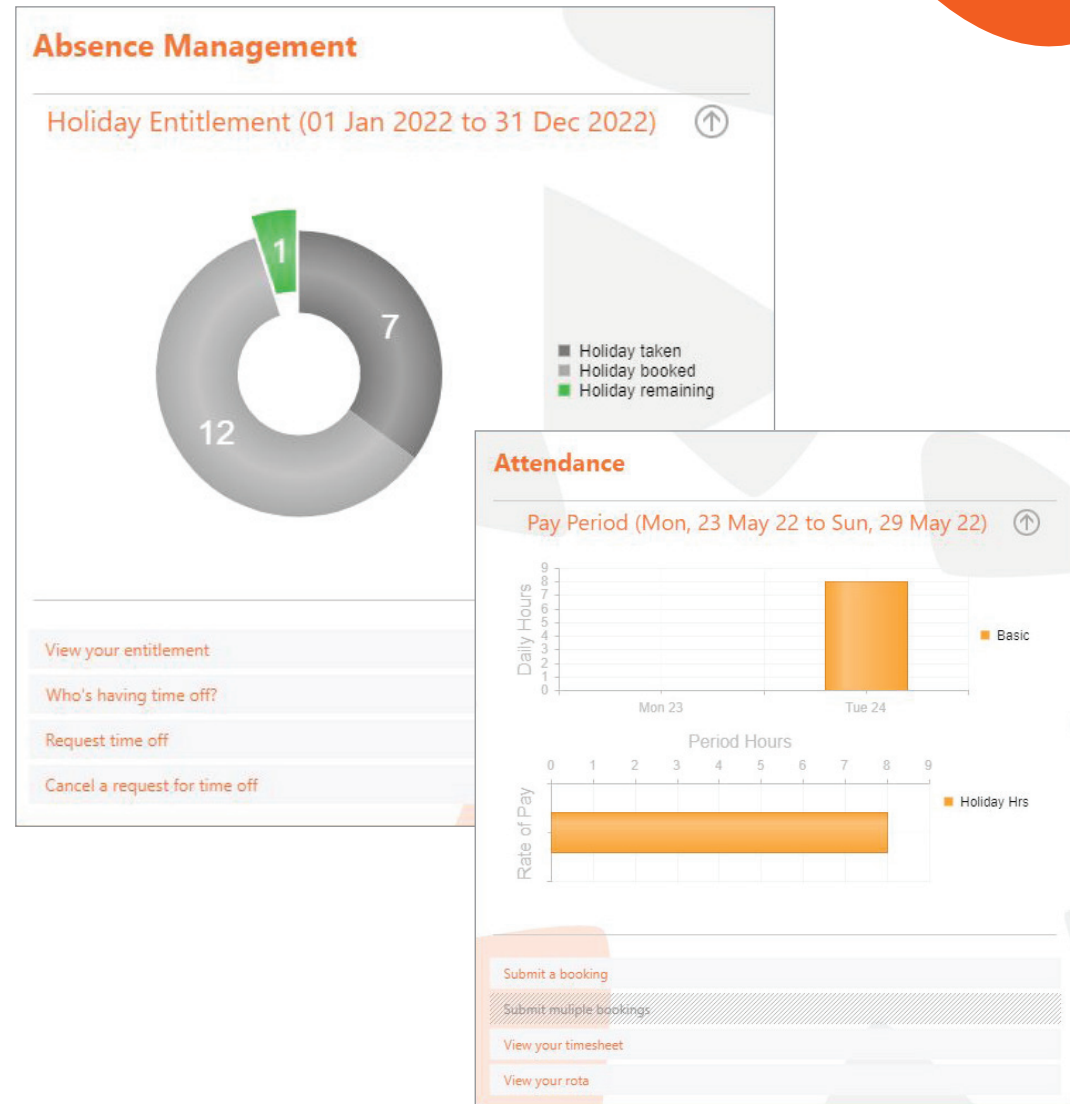 Absence Management
Holiday Entitlement (01 Jan 2022 to 31 Dec 2022)
1
7
12
Holiday taken
Holiday booked
Holiday remaining
View your entitlement
Who's having time off?
Request time off
Cancel a request for time off
Attendance
Pay Period (Mon, 23 May 22 to Sun, 29 May 22)
Daily Hours
9
8
7
6
5
4
3
2
1
0
Mon 23 Tue 24
Basic
Period Hours
0 1 2 3 4 5 6 7 8 9
Rate of Pay
Holiday Hrs
Submit a booking
Submit muliple bookings
View your timesheet
View your rota